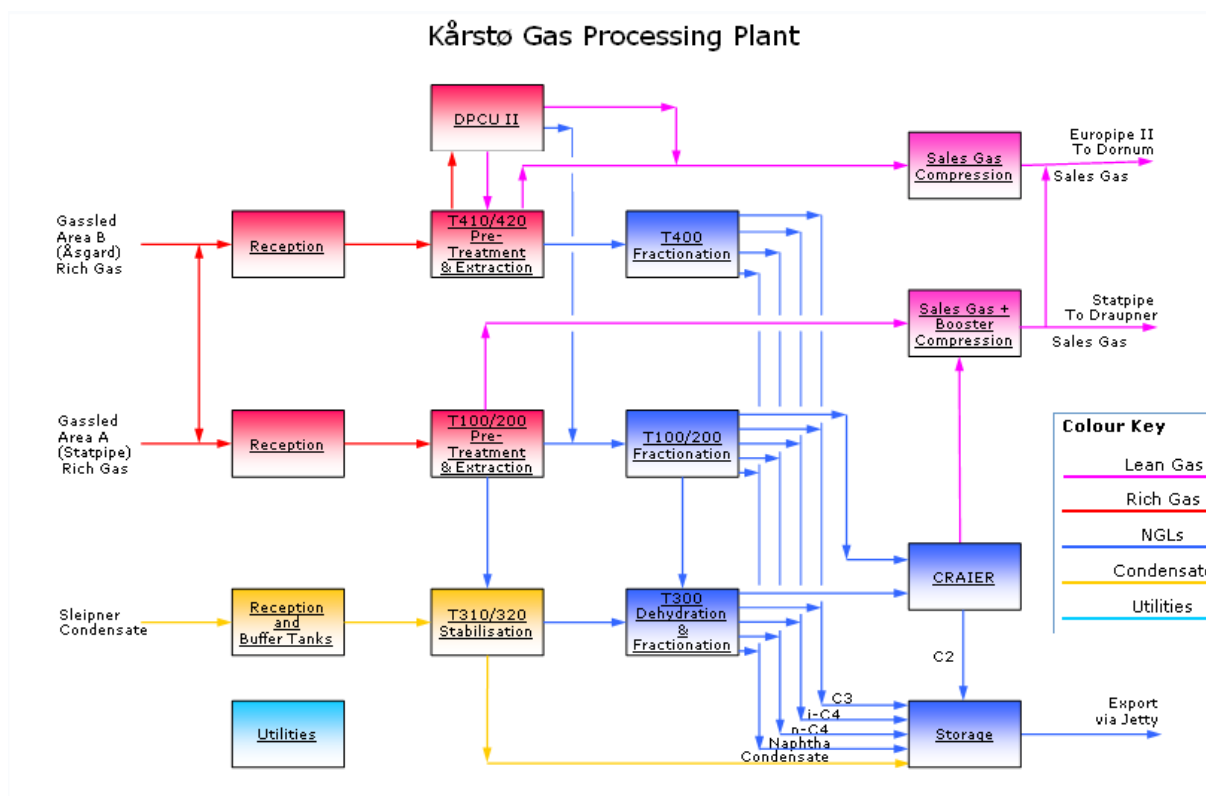 Kårstø Gas Processing Plant
DPCU II
Sales Gas
Compression
Europipe II
To Dornum
Sales Gas
Gassled
Area B
(Åsgard)
Rich Gas
Reception
T410/420
Pre-
Treatment
& Extraction
T400
Fractionation
Sales Gas +
Booster
Compression
Statpipe
To Draupner
Sales Gas
Gassled
Area A
(Statpipe)
Rich Gas
Reception
T100/200
Pre-
Treatment
& Extraction
T100/200
Fractionation
Colour Key
Lean Gas
Rich Gas
NGLs
Condensate
Utilities
CRAIER
Sleipner
Condensate
Reception
and
Buffer Tanks
T310/320
Stabilisation
T300
Dehydration
&
Fractionation
C2
C3
i-C4
n-C4
Naphtha
Condensate
Utilities
Storage
Export
via Jetty